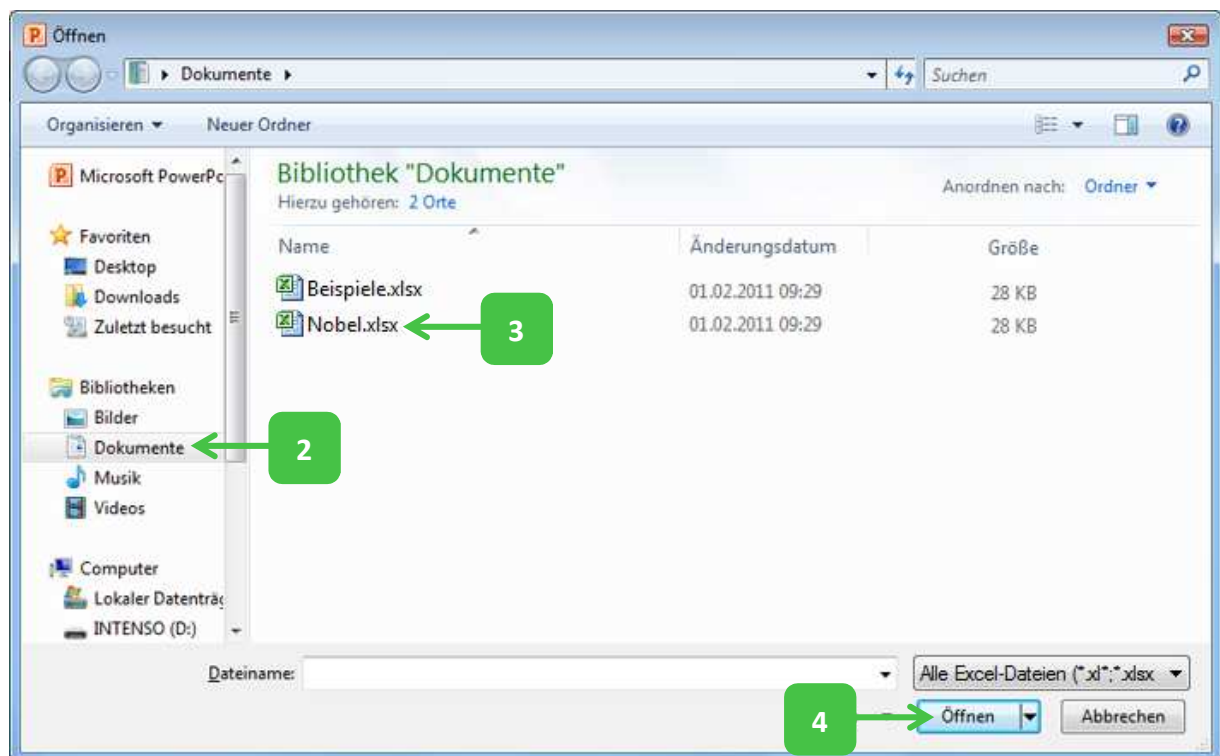 Öffnen
Dokumente
Suchen
Organisieren Neuer Ordner
Microsoft PowerPo
Favoriten
Desktop
Downloads
Zuletzt besucht
Bibliotheken
Bilder
Dokumente
Musik
Videos
Computer
Lokaler Datenträg
INTENSO (D:)
Bibliothek "Dokumente"
Hierzu gehören: 2 Orte
Anordnen nach: Ordner
Name Änderungsdatum Größe
Beispiele.xlsx 01.02.2011 09:29 28 KB
Nobel.xlsx 01.02.2011 09:29 28 KB
3
2
Dateiname:
Alle Excel-Dateien (*.xl*;*.xlsx
4
Öffnen Abbrechen